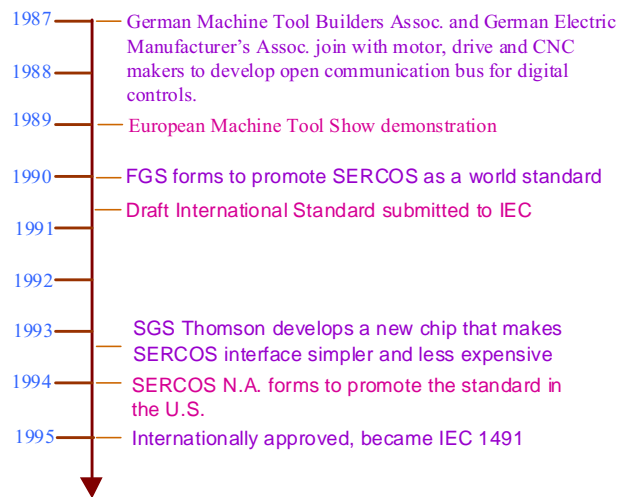 1987
German Machine Tool Builders Assoc. and German Electric
Manufacturer's Assoc. join with motor, drive and CNC
1988
makers to develop open communication bus for digital
controls.
1989
European Machine Tool Show demonstration
1990
FGS forms to promote SERCOS as a world standard
Draft International Standard submitted to IEC
1991
1992
1993
SGS Thomson develops a new chip that makes
SERCOS interface simpler and less expensive
1994
SERCOS N.A. forms to promote the standard in
the U.S.
1995
Internationally approved, became IEC 1491